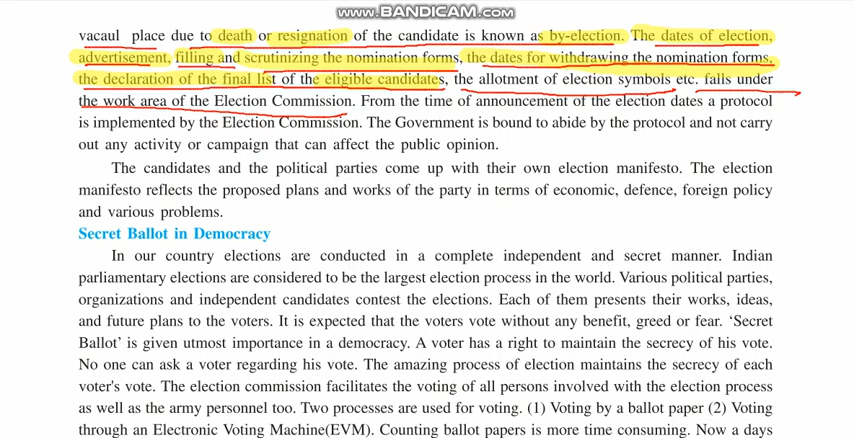 www.BANDICAM.com
vacaul place due to death or resignation of the candidate is known as by-election. The dates of election,
advertisement, filling and scrutinizing the nomination forms, the dates for withdrawing the nomination forms,
the declaration of the final list of the eligible candidates, the allotment of election symbols etc. falls under
the work area of the Election Commission. From the time of announcement of the election dates a protocol
is implemented by the Election Commission. The Government is bound to abide by the protocol and not carry
out any activity or campaign that can affect the public opinion.
The candidates and the political parties come up with their own election manifesto. The election
manifesto reflects the proposed plans and works of the party in terms of economic, defence, foreign policy
and various problems.
Secret Ballot in Democracy
In our country elections are conducted in a complete independent and secret manner. Indian
parliamentary elections are considered to be the largest election process in the world. Various political parties,
organizations and independent candidates contest the elections. Each of them presents their works, ideas,
and future plans to the voters. It is expected that the voters vote without any benefit, greed or fear. ‘Secret
Ballot’ is given utmost importance in a democracy. A voter has a right to maintain the secrecy of his vote.
No one can ask a voter regarding his vote. The amazing process of election maintains the secrecy of each
voter's vote. The election commission facilitates the voting of all persons involved with the election process
as well as the army personnel too. Two processes are used for voting. (1) Voting by a ballot paper (2) Voting
through an Electronic Voting Machine(EVM). Counting ballot papers is more time consuming. Now a days